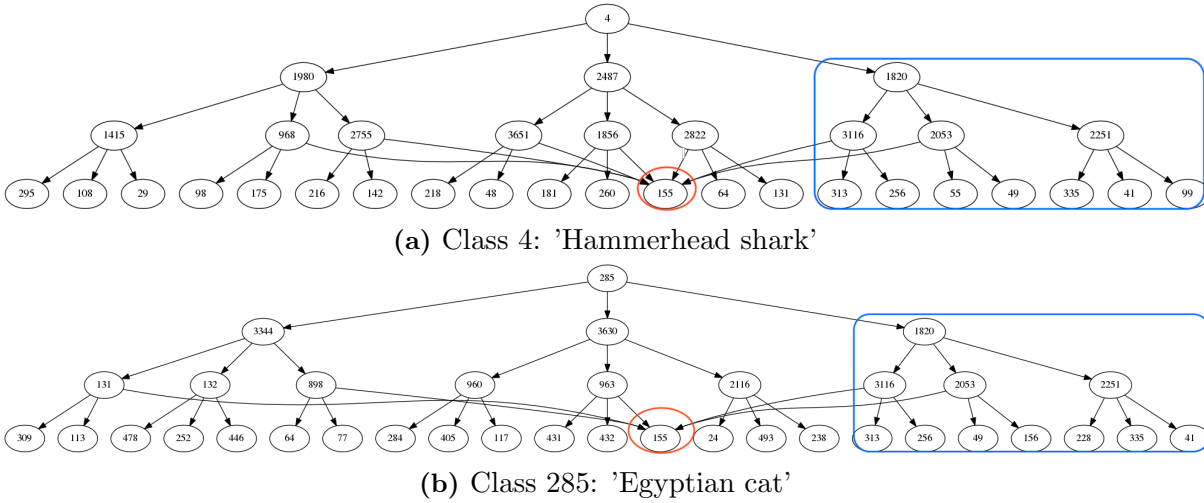 4
1980 2487 1820
1415 968 2755 3651 1856 2822 3116 2053 2251
295 108 29 98 175 216 142 218 48 181 260 155 64 131 313 256 55 49 335 41 99
(a) Class 4: 'Hammerhead shark'
285
3344 3630 1820
131 132 898 960 963 2116 3116 2053 2251
309 113 478 252 446 64 77 284 405 117 431 432 155 24 493 238 313 256 49 156 228 335 41
(b) Class 285: 'Egyptian cat'